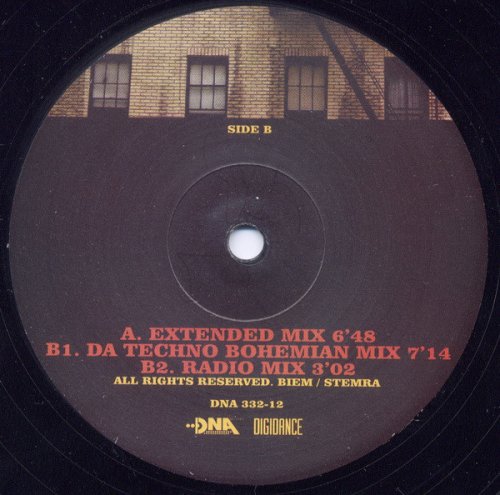 SIDE B
A. EXTENDED MIX 6'48
B1. DA TECHNO BOHEMIAN MIX 7'14
B2. RADIO MIX 3'02
ALL RIGHTS RESERVED. BIEM / STEMRA
DNA 332-12
DNA DIGIDANCE